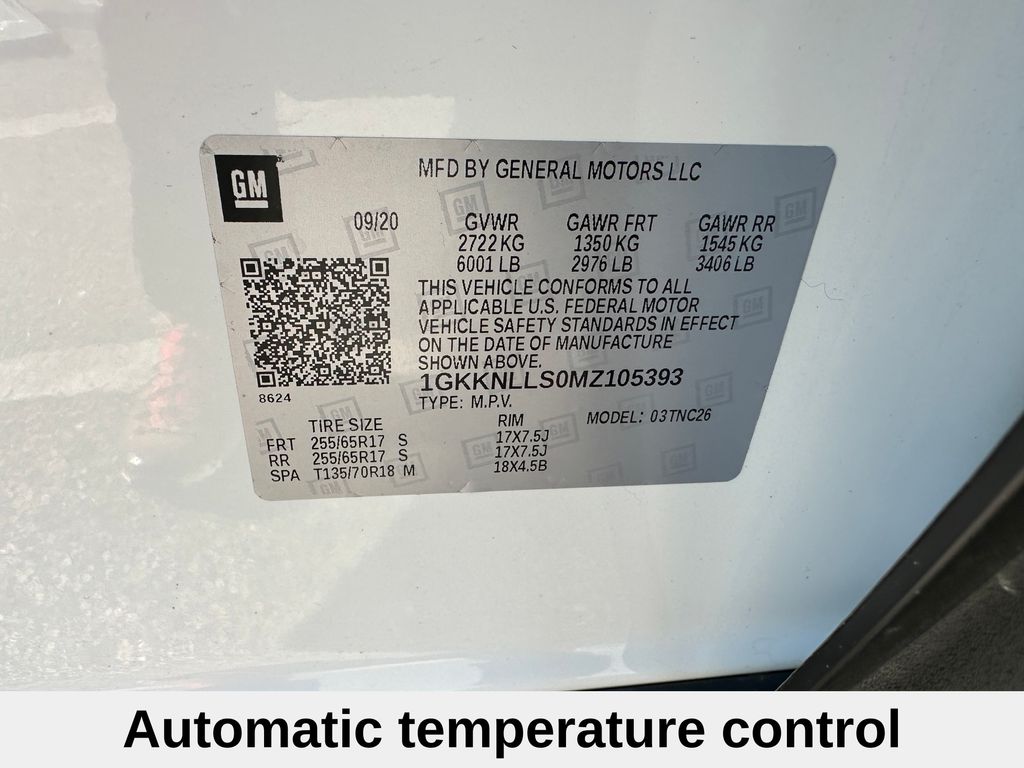 GM
MFD BY GENERAL MOTORS LLC
09/20 GVWR GAWR FRT GAWR RR
2722 KG 1350 KG 1545 KG
6001 LB 2976 LB 3406 LB
THIS VEHICLE CONFORMS TO ALL
APPLICABLE U.S. FEDERAL MOTOR
VEHICLE SAFETY STANDARDS IN EFFECT
ON THE DATE OF MANUFACTURE
SHOWN ABOVE.
1GKKNLLS0MZ105393
8624
TYPE: M.P.V. MODEL: 03TNC26
TIRE SIZE RIM
FRT 255/65R17 S 17X7.5J
RR 255/65R17 S 17X7.5J
SPA T135/70R18 M 18X4.5B
Automatic temperature control